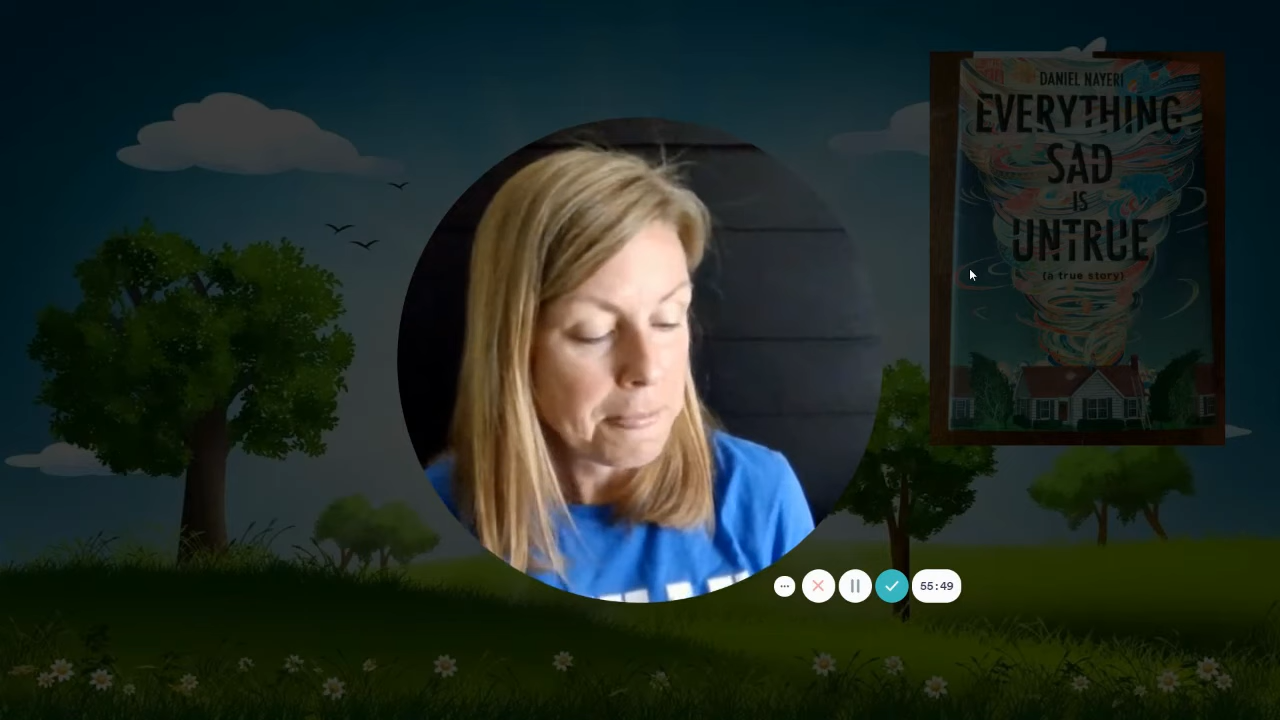 DANIEL NAYERI
EVERYTHING
SAD
IS
UNTRUE
(a true story)
55:49